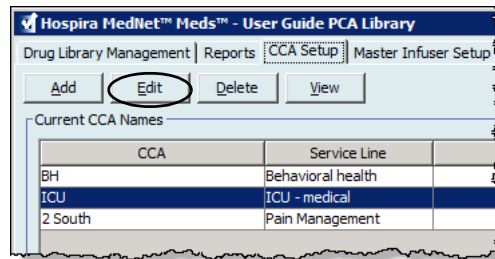 Hospira MedNet™ Meds™ - User Guide PCA Library
Drug Library Management Reports CCA Setup Master Infuser Setup
Add Edit Delete View
Current CCA Names
CCA Service Line
BH Behavioral health
ICU ICU - medical
2 South Pain Management